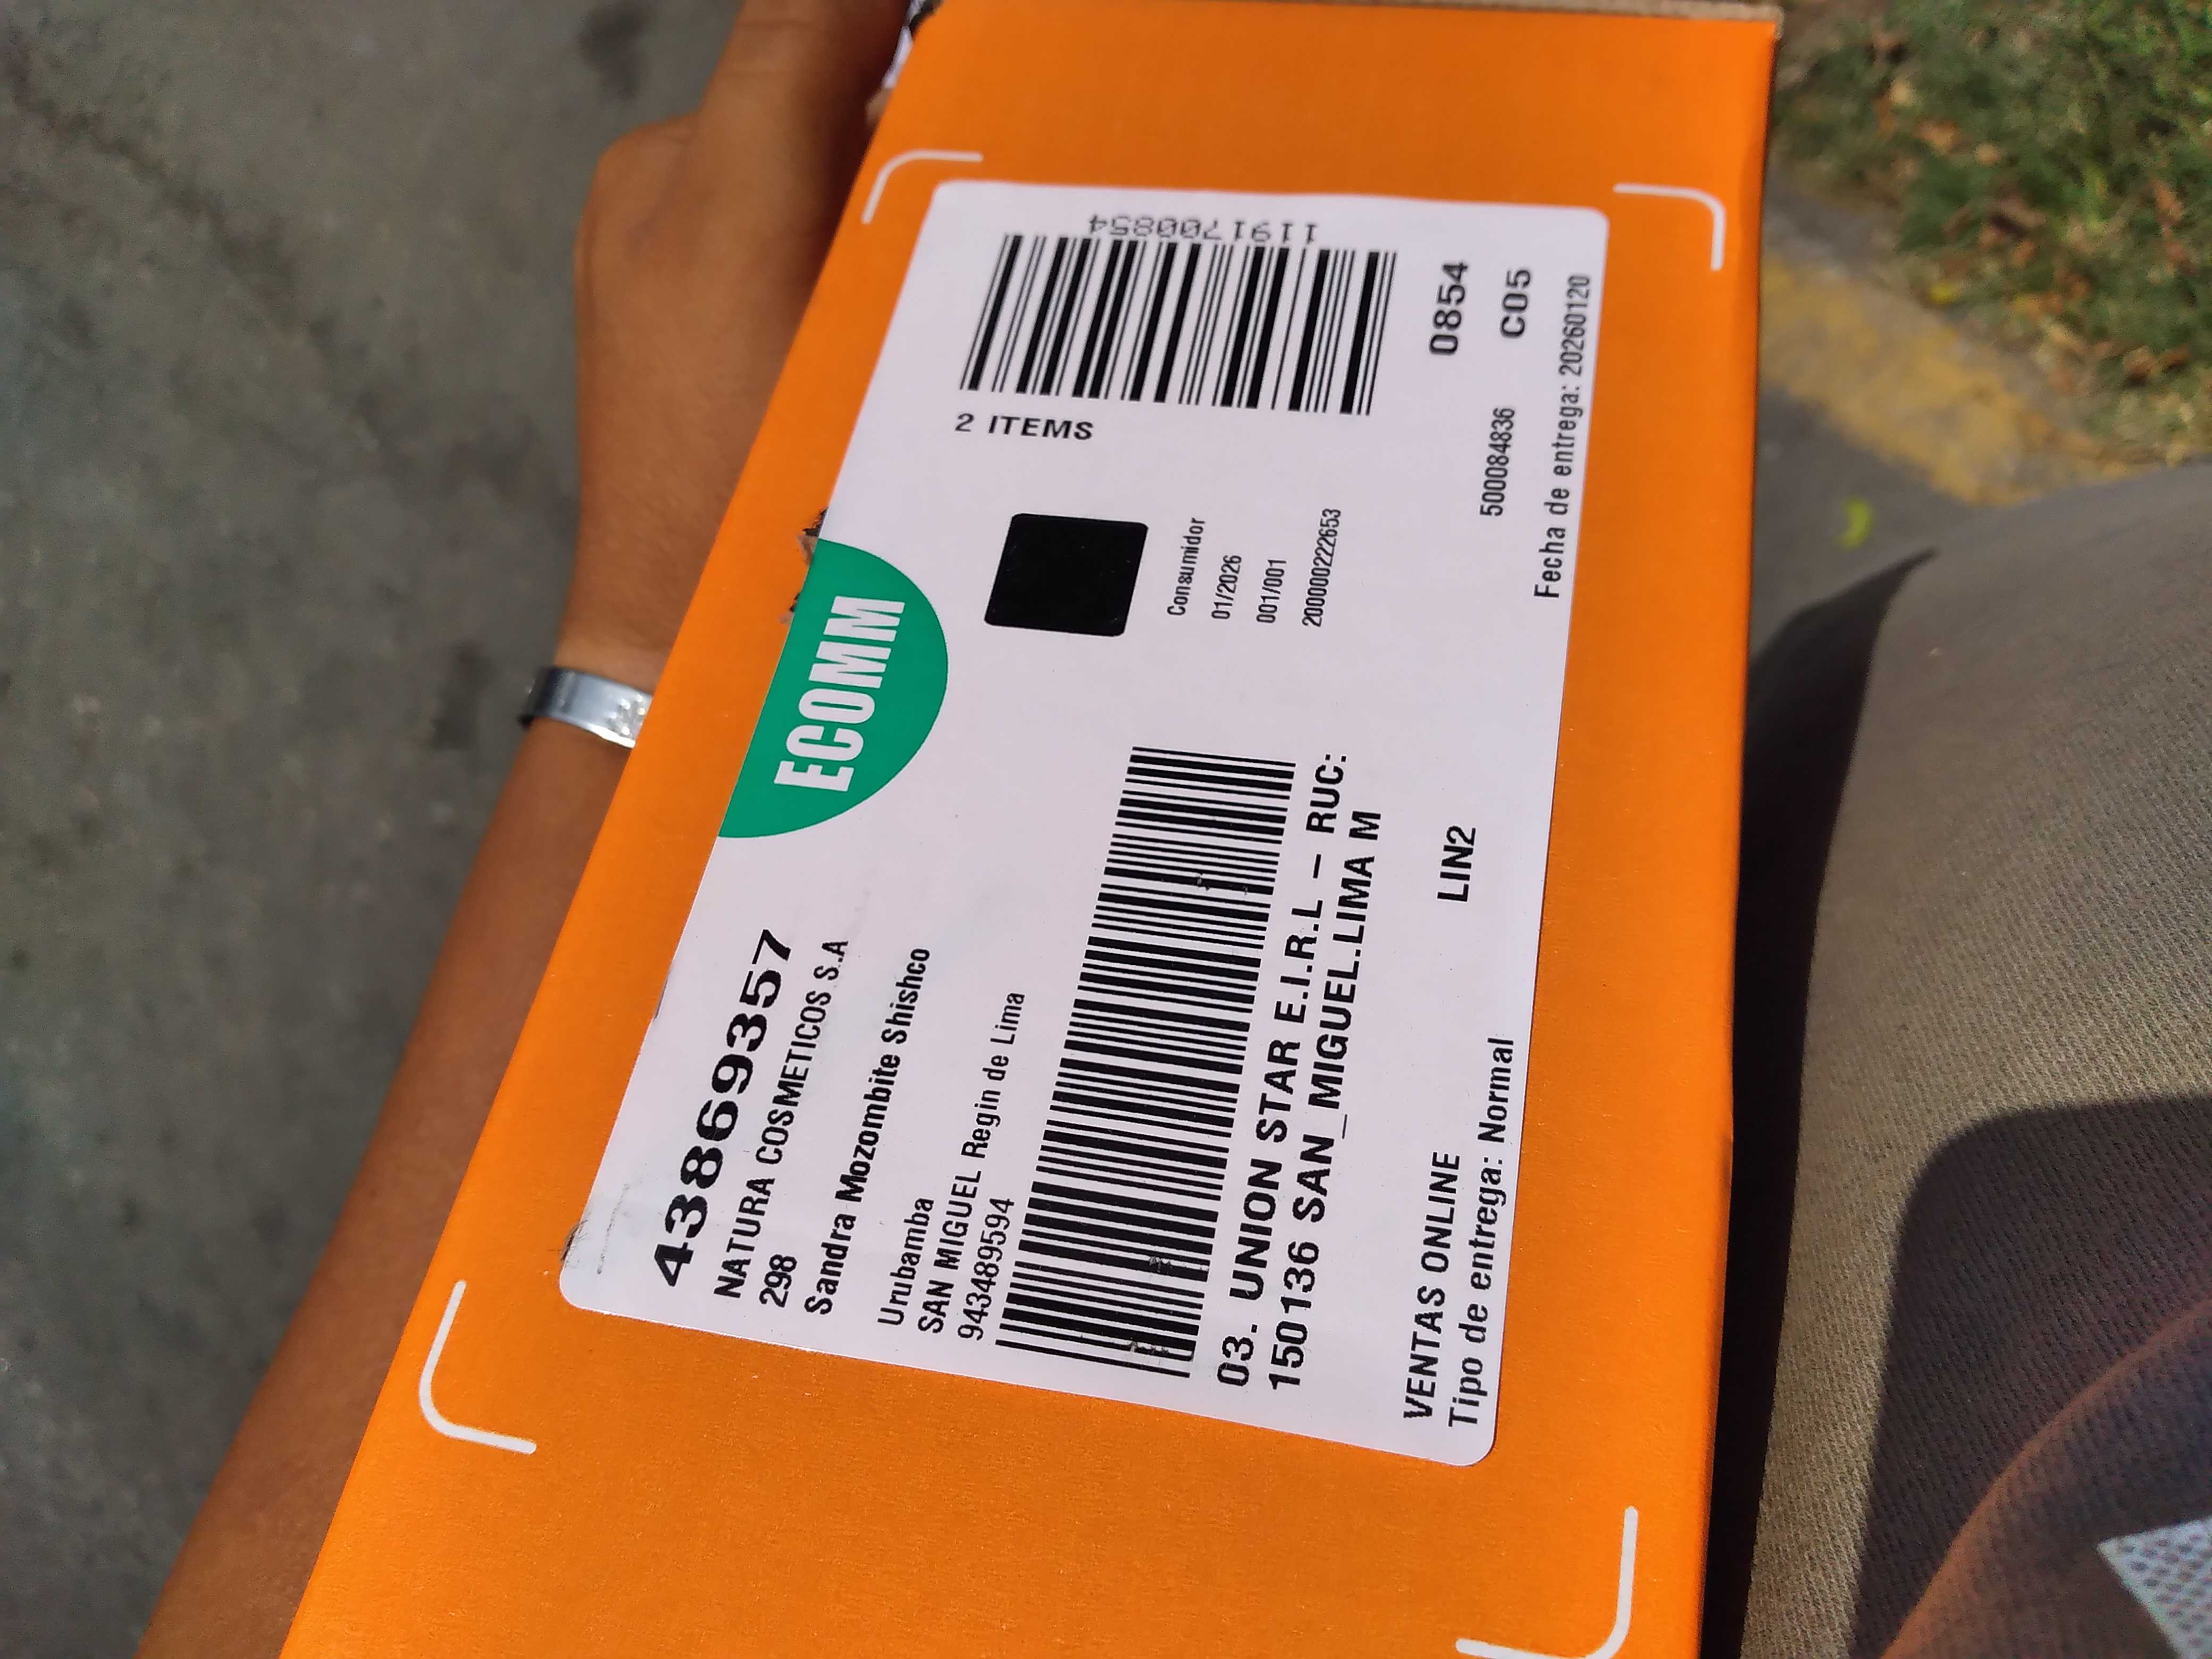 43869357
NATURA COSMETICOS S.A
298
Sandra Mozombite Shishco
Urubamba
SAN MIGUEL Regin de Lima
943489594
ECOMM
2 ITEMS
1191700854
Consumidor
01/2026
001/001
200000222653
03. UNION STAR E.I.R.L – RUC:
150136 SAN_MIGUEL.LIMA M
0854
VENTAS ONLINE
LIN2
500084836
C05
Tipo de entrega: Normal
Fecha de entrega: 20260120